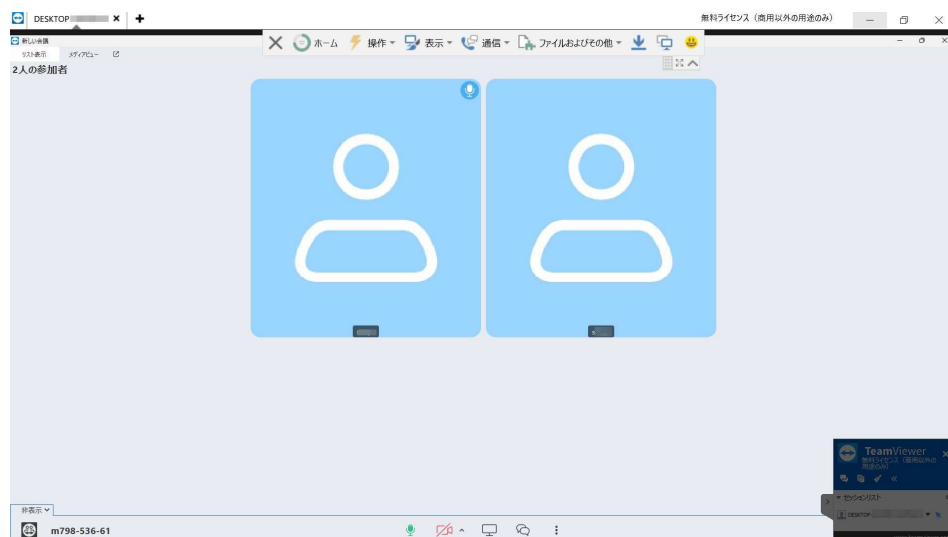 DESKTOP
無料ライセンス（商用以外の用途のみ）
新しい会議
ホーム 操作 表示 通信 ファイルおよびその他
リスト表示 メディアビュー
2人の参加者
TeamViewer
無料ライセンス（商用以外の用途のみ）
セッションリスト
DESKTOP-
非表示
m798-536-61